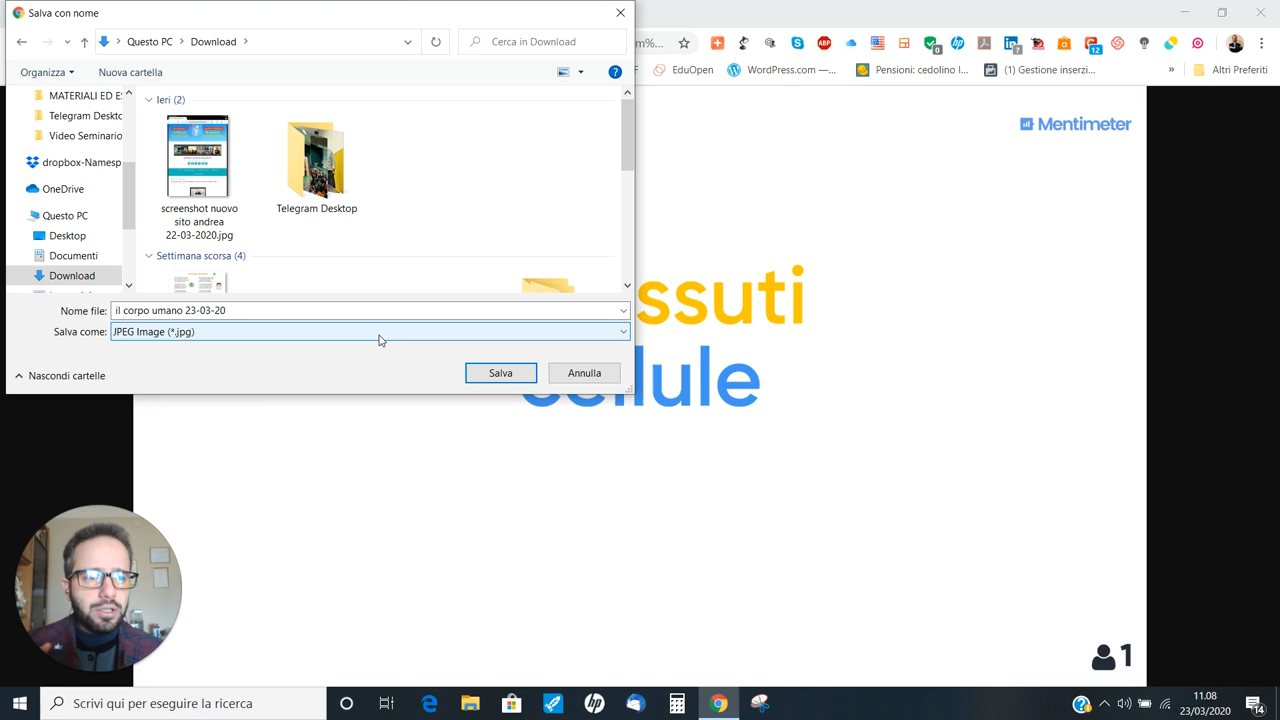 Salva con nome
Questo PC > Download >
Cerca in Download
m%...
Organizza
Nuova cartella
EduOpen
WordPress.com —...
Pensioni: cedolino I...
(1) Gestione inserzi...
»
Altri Preferiti
MATERIALI ED ES
Telegram Deskto
Video Seminario
dropbox-Namesp
OneDrive
Questo PC
Desktop
Documenti
Download
Ieri (2)
screenshot nuovo
sito andrea
22-03-2020.jpg
Telegram Desktop
Settimana scorsa (4)
Mentimeter
Nome file: il corpo umano 23-03-20
Salva come: JPEG Image (*.jpg)
Nascondi cartelle
Salva
Annulla
ssuti
llule
1
Scrivi qui per eseguire la ricerca
11.08
23/03/2020
14